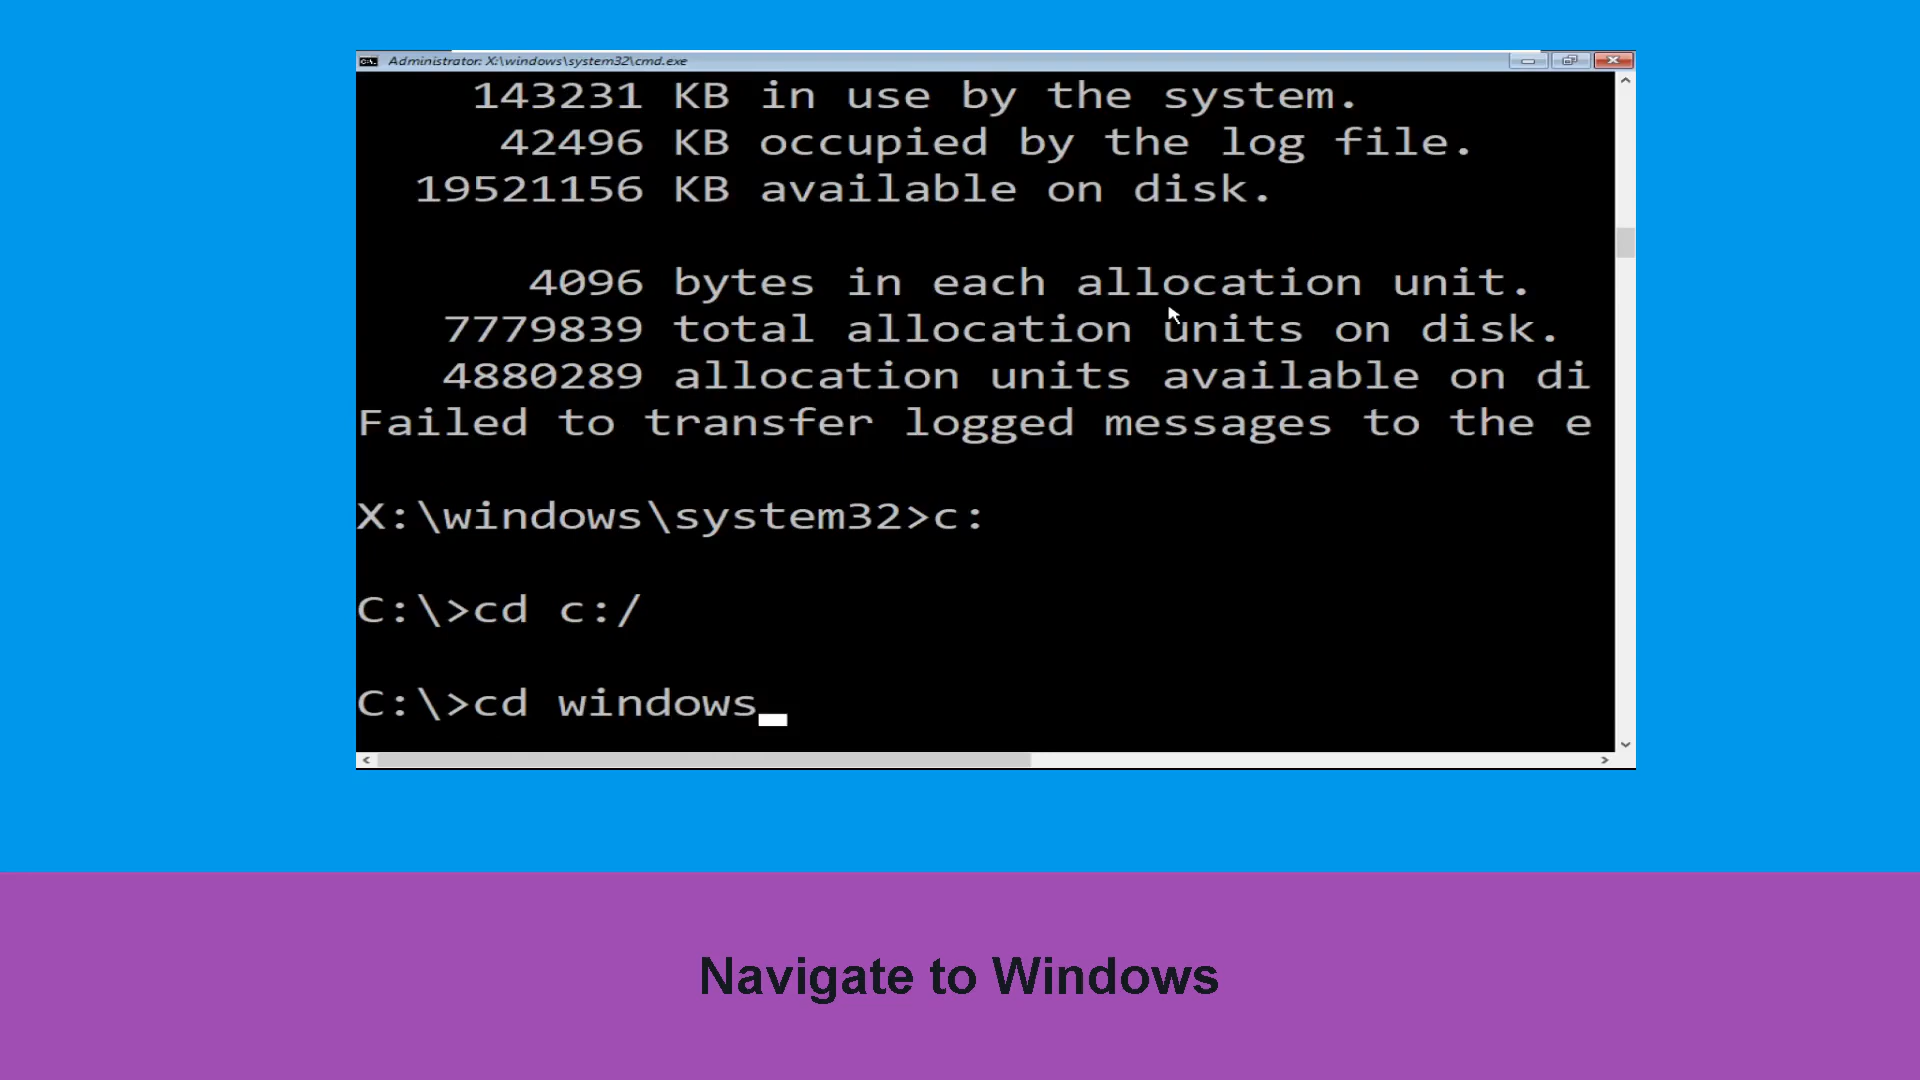 Administrator: X:\windows\system32\cmd.exe
143231 KB in use by the system.
42496 KB occupied by the log file.
19521156 KB available on disk.
4096 bytes in each allocation unit.
7779839 total allocation units on disk.
4880289 allocation units available on di
Failed to transfer logged messages to the e
X:\windows\system32>c:
C:\>cd c:/
C:\>cd windows
Navigate to Windows